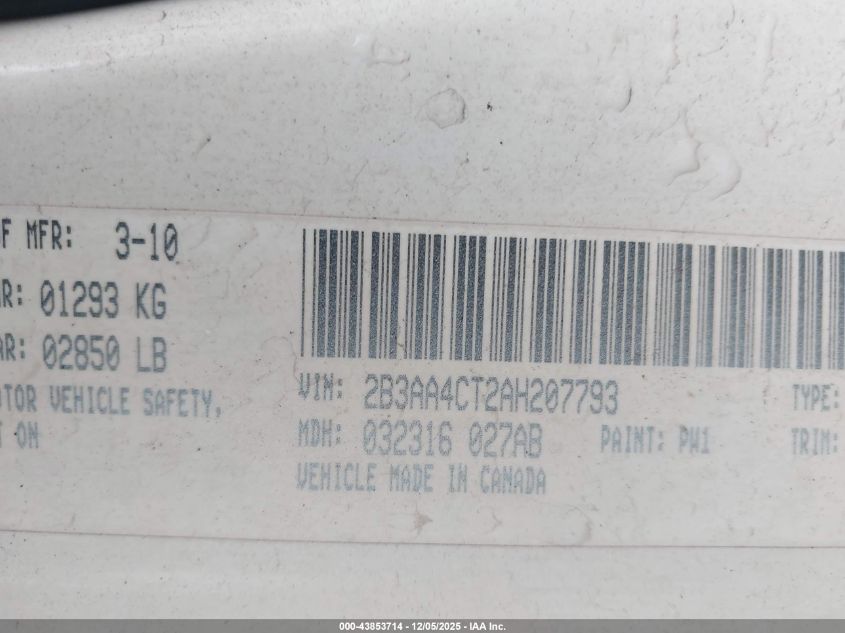 F MFR: 3-10
R: 01293 KG
AR: 02850 LB
TOR VEHICLE SAFETY,
T ON
VIN: 2B3AA4CT2AH207793
TYPE:
MDH: 032316 027AB
PAINT: PW1
TRIM:
VEHICLE MADE IN CANADA
000-43853714 - 12/05/2025 - IAA Inc.